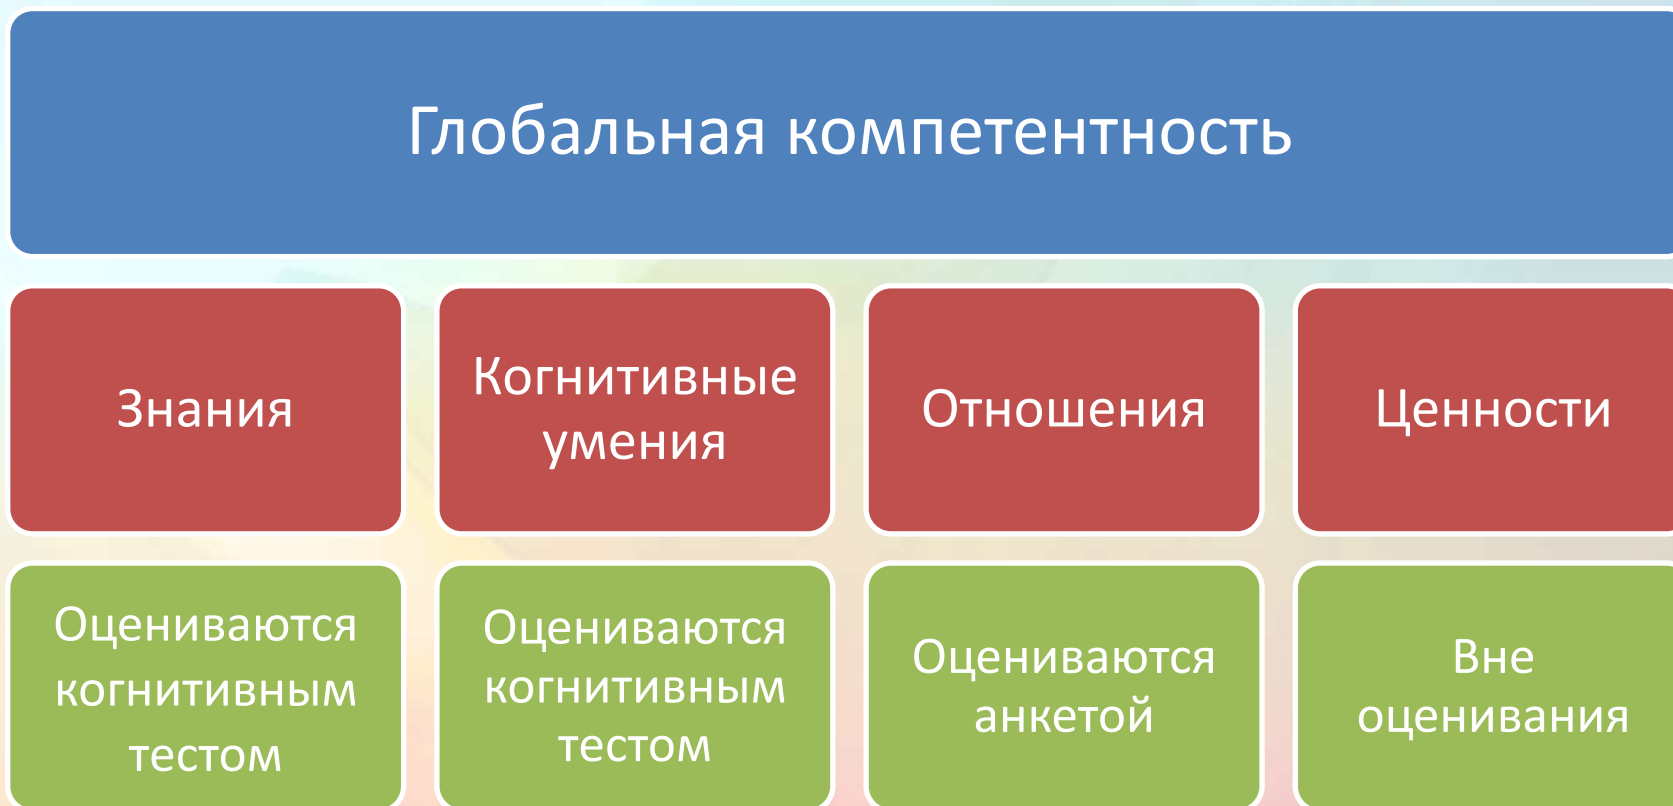 Глобальная компетентность
Знания
Когнитивные
умения
Отношения
Ценности
Оцениваются
когнитивным
тестом
Оцениваются
когнитивным
тестом
Оцениваются
анкетой
Вне
оценивания